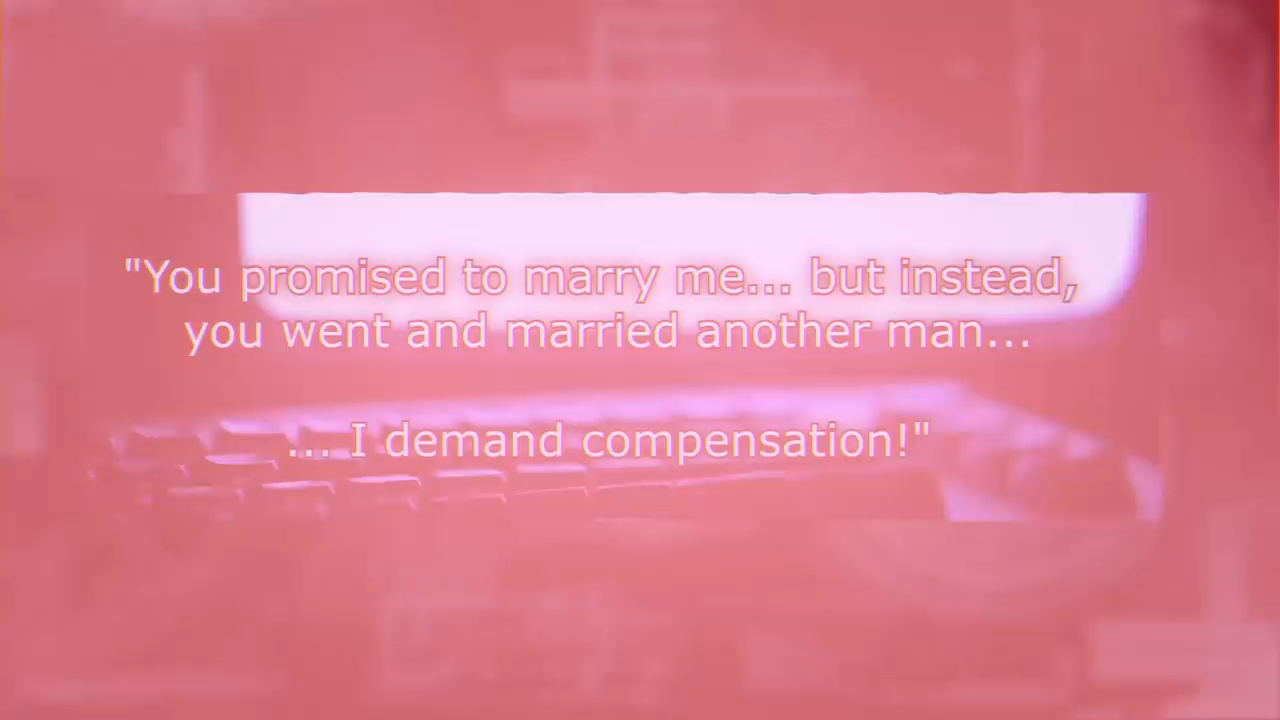 "You promised to marry me... but instead,
you went and married another man...
... I demand compensation!"